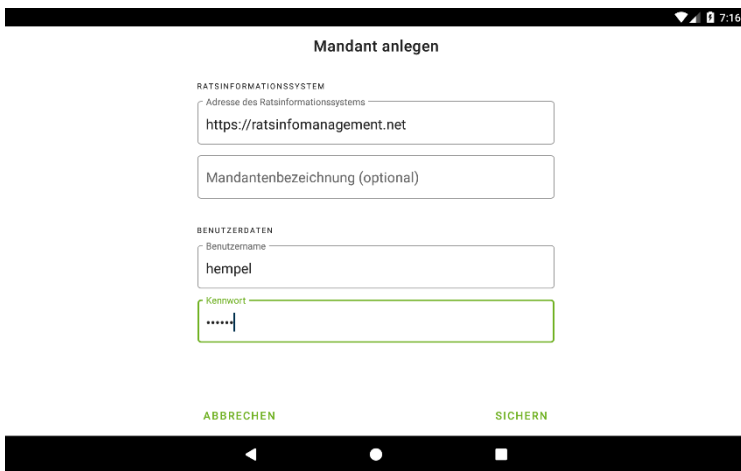 7:16
Mandant anlegen
RATSINFORMATIONSSYSTEM
Adresse des Ratsinformationssystems
https://ratsinfomanagement.net
Mandantenbezeichnung (optional)
BENUTZERDATEN
Benutzername
hempel
Kennwort
••••••
ABBRECHEN
SICHERN